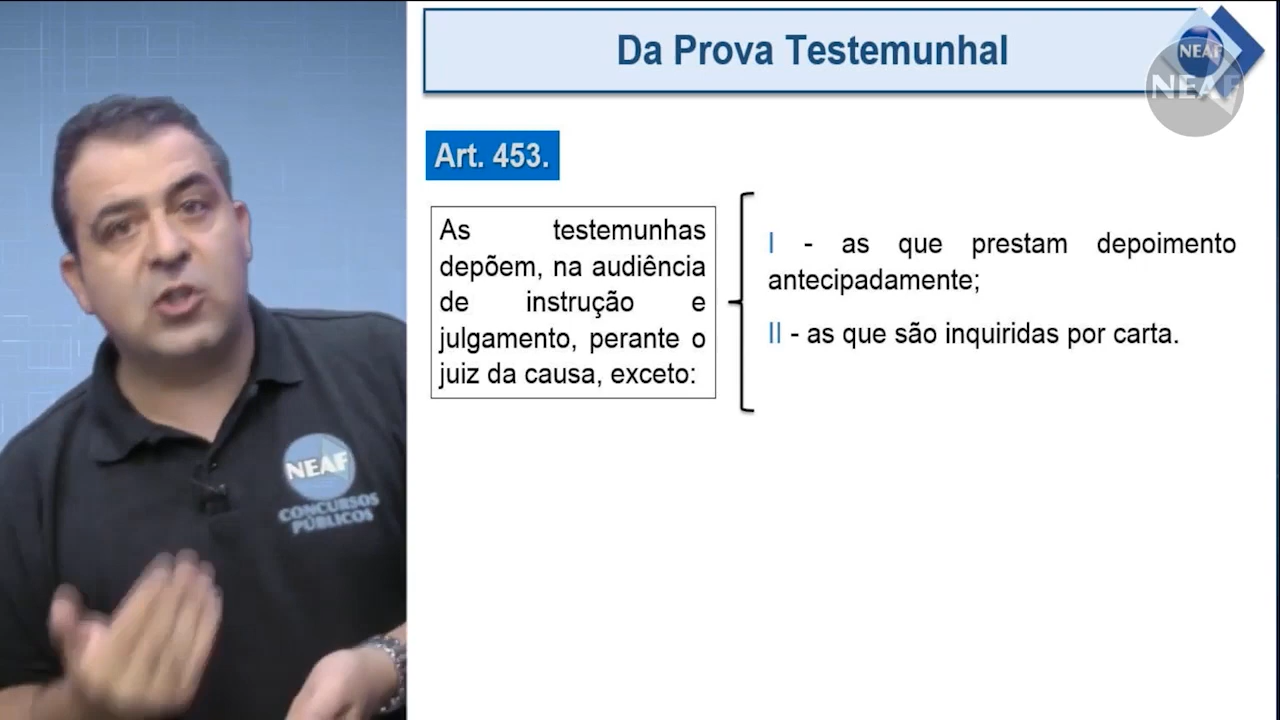 Da Prova Testemunhal
NEAF
NEAF
Art. 453.
As testemunhas
depõem, na audiência
de instrução e
julgamento, perante o
juiz da causa, exceto:
I - as que prestam depoimento
antecipadamente;
II - as que são inquiridas por carta.
NEAF
CONCURSOS
PÚBLICOS